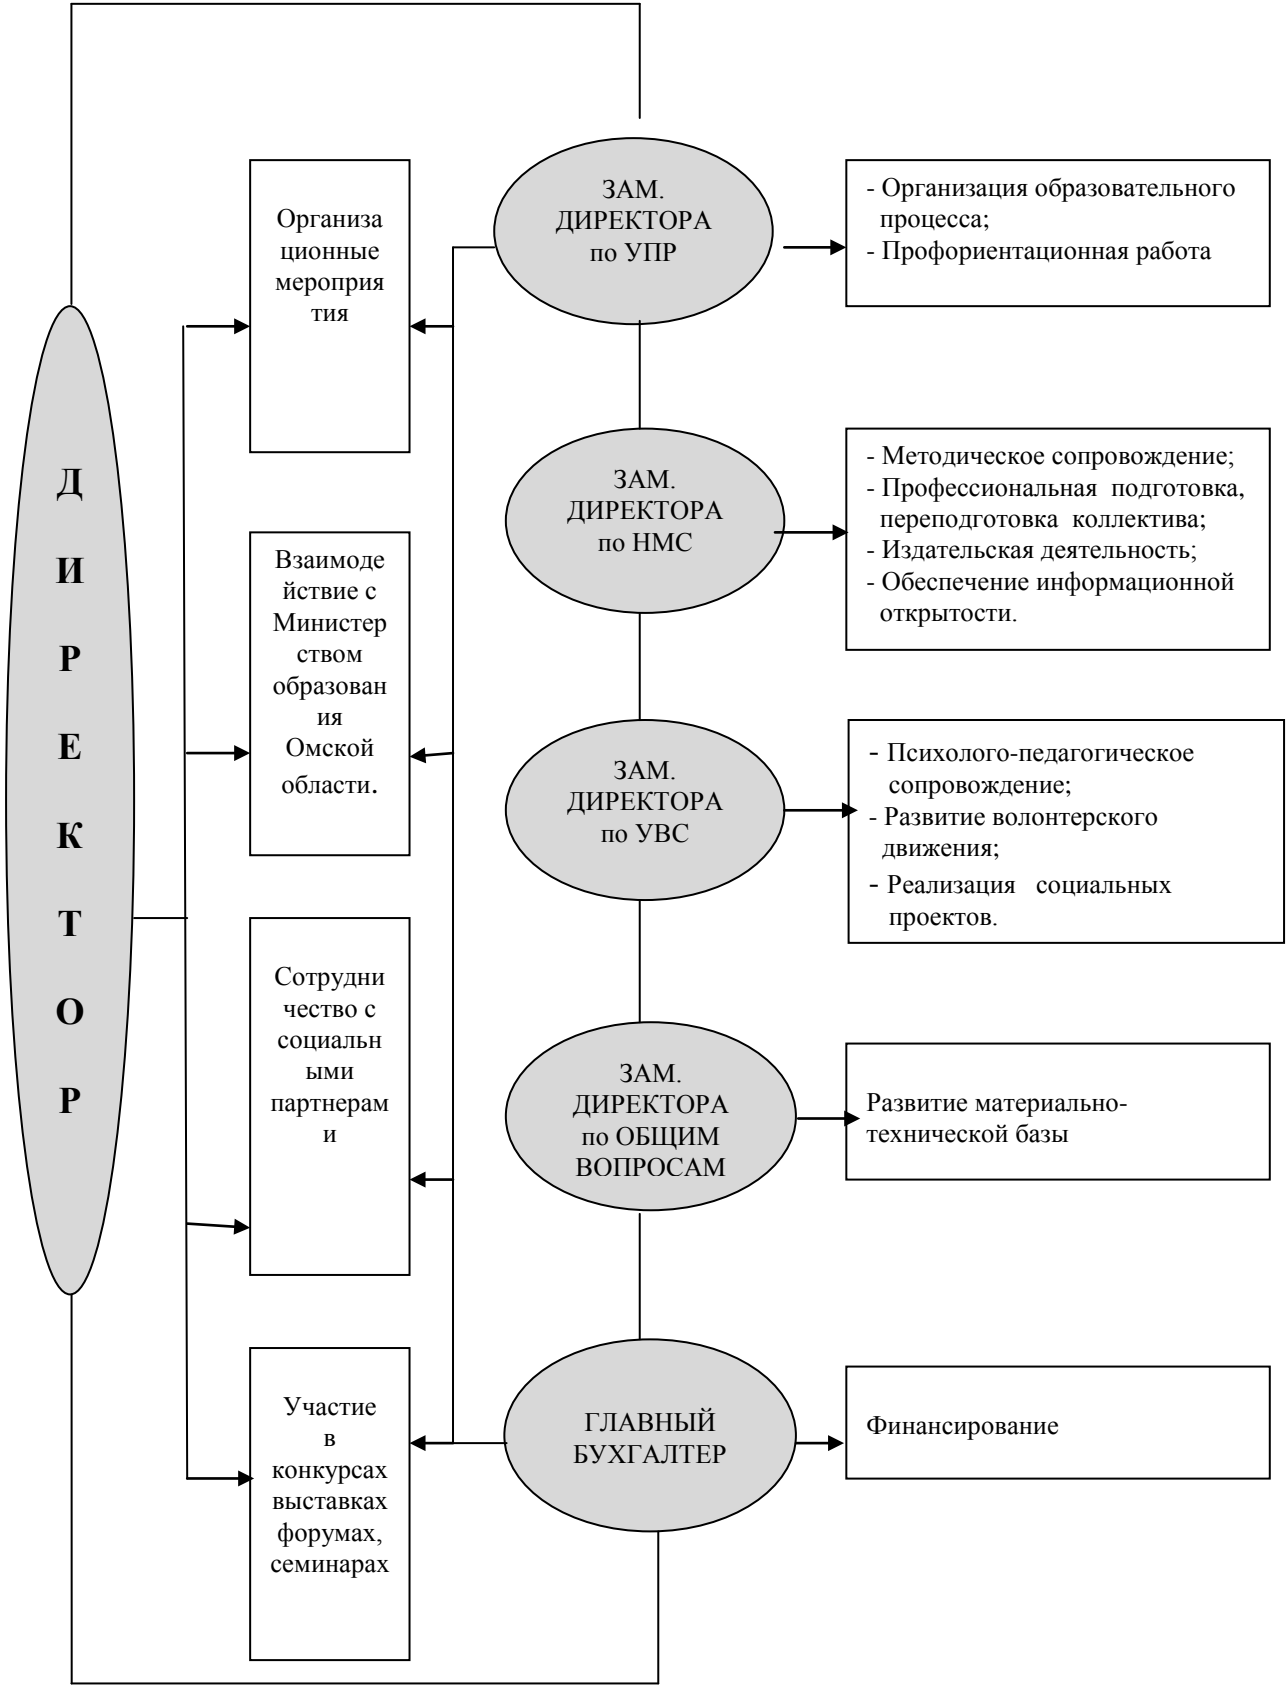 Д
И
Р
Е
К
Т
О
Р
Организа
ционные
мероприя
тия
Взаимоде
йствие с
Министер
ством
образован
ия
Омской
области.
Сотрудни
чество с
социальн
ыми
партнерам
и
Участие
в
конкурсах
выставках
форумах,
семинарах
ЗАМ.
ДИРЕКТОРА
по УПР
- Организация образовательного
процесса;
- Профориентационная работа
ЗАМ.
ДИРЕКТОРА
по НМС
- Методическое сопровождение;
- Профессиональная подготовка,
переподготовка коллектива;
- Издательская деятельность;
- Обеспечение информационной
открытости.
ЗАМ.
ДИРЕКТОРА
по УВС
- Психолого-педагогическое
сопровождение;
- Развитие волонтерского
движения;
- Реализация социальных
проектов.
ЗАМ.
ДИРЕКТОРА
по ОБЩИМ
ВОПРОСАМ
Развитие материально-
технической базы
ГЛАВНЫЙ
БУХГАЛТЕР
Финансирование